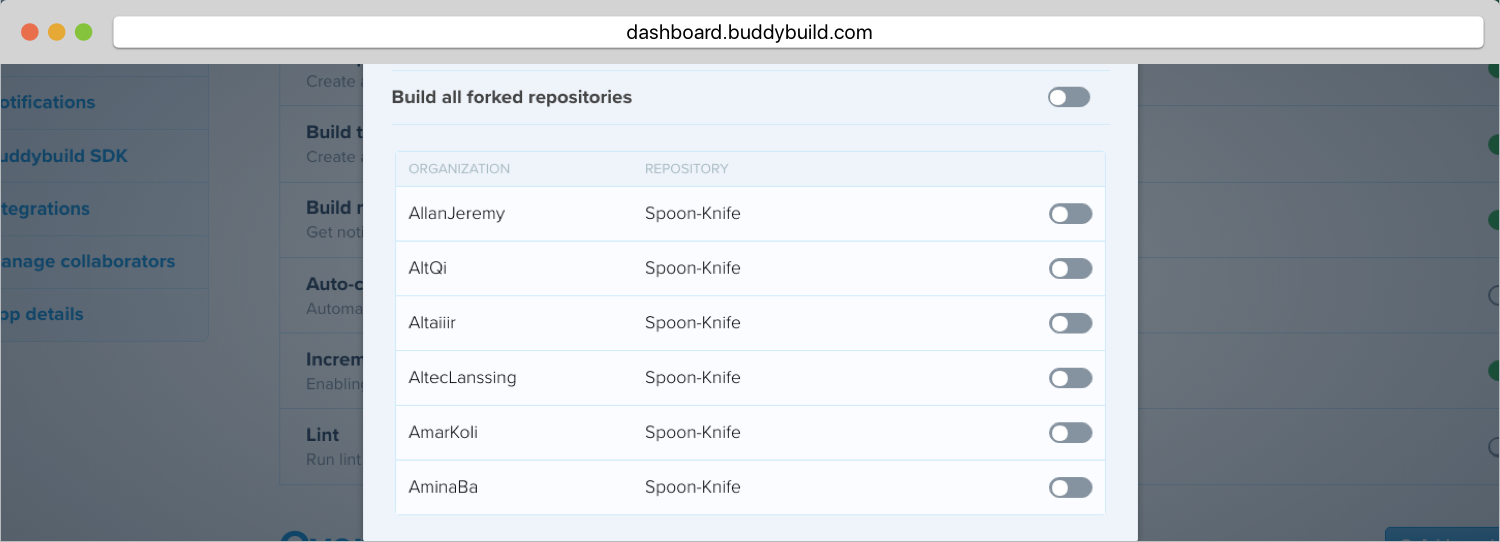 dashboard.buddybuild.com
Create
otifications
uddybuild SDK
tegrations
anage collaborators
pp details
Build t
Create a
Build
Get noti
Auto-c
Automa
Increm
Enabling
Lint
Run lint
Build all forked repositories
ORGANIZATION REPOSITORY
AllanJeremy Spoon-Knife
AltQi Spoon-Knife
Altaiiir Spoon-Knife
AltecLanssing Spoon-Knife
AmarKoli Spoon-Knife
AminaBa Spoon-Knife